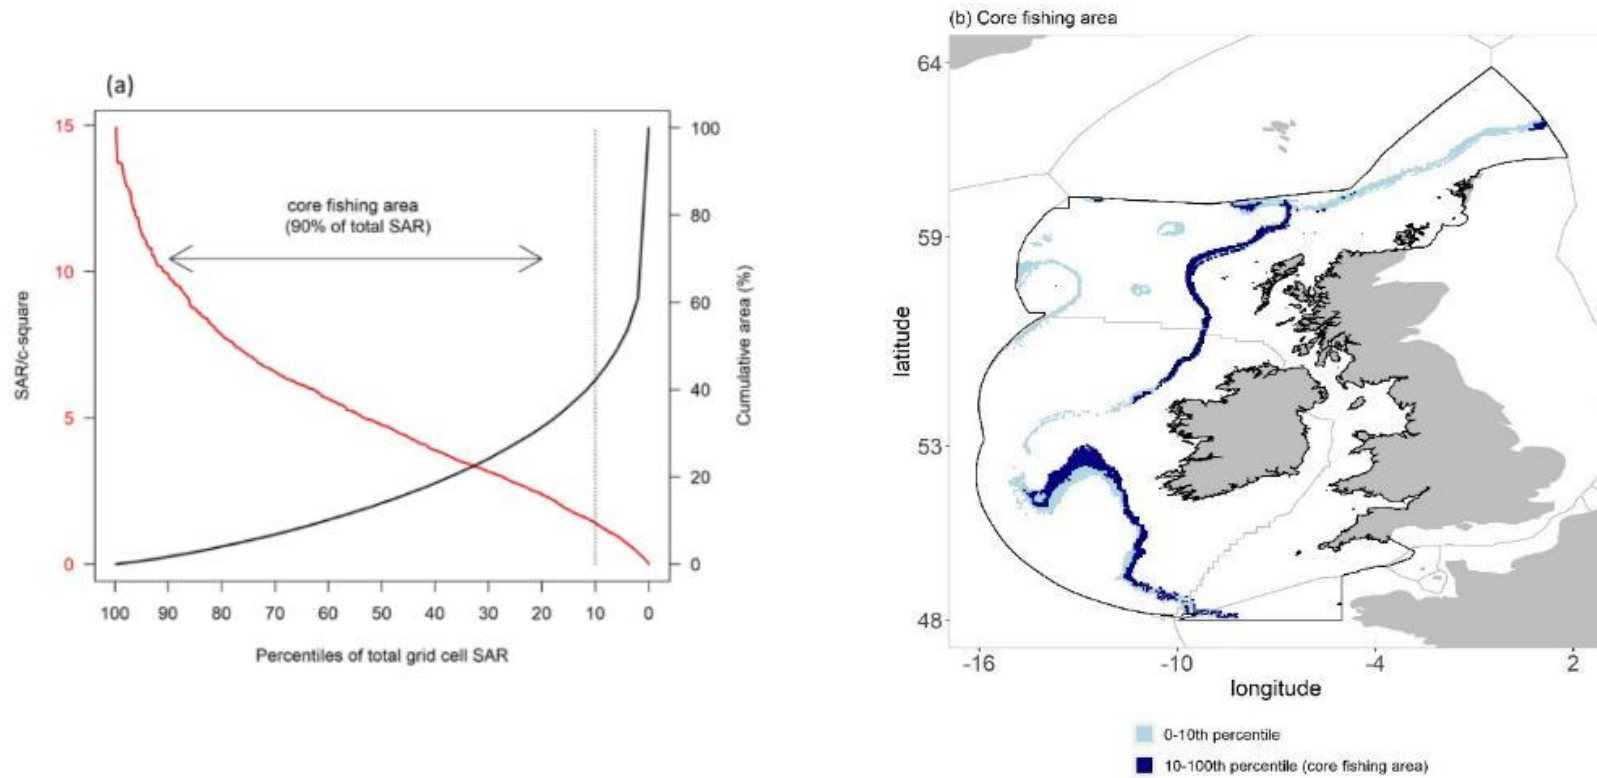 (a)
15
10
5
0
SAR/c-square
core fishing area
(90% of total SAR)
100
80
60
40
20
0
Cumulative area (%)
100 90 80 70 60 50 40 30 20 10 0
Percentiles of total grid cell SAR
(b) Core fishing area
64
59
53
48
latitude
-16 -10 -4 2
longitude
0-10th percentile
10-100th percentile (core fishing area)